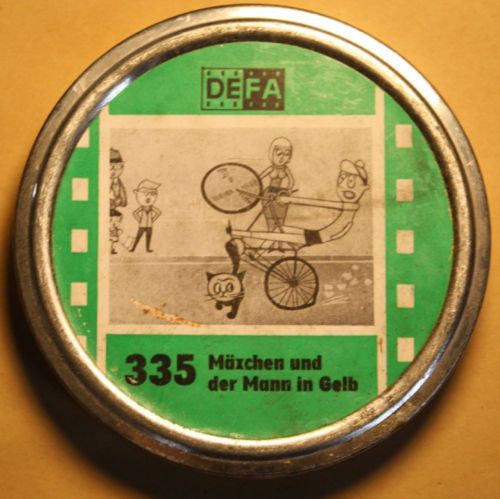 DEFA
335 Mäxchen und
der Mann in Gelb